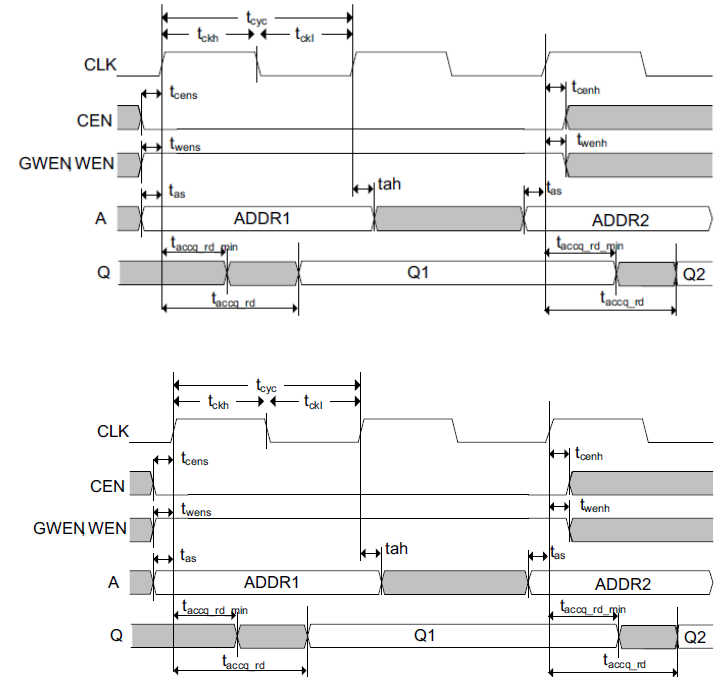 tcyc
tckh tckl
CLK
tcens tcenh
CEN
twens twenh
GWEN,WEN
tas tah tas
A ADDR1 ADDR2
taccq_rd_min taccq_rd_min
Q Q1 Q2
taccq_rd taccq_rd
tcyc
tckh tckl
CLK
tcens tcenh
CEN
twens twenh
GWEN,WEN
tas tah tas
A ADDR1 ADDR2
taccq_rd_min taccq_rd_min
Q Q1 Q2
taccq_rd taccq_rd